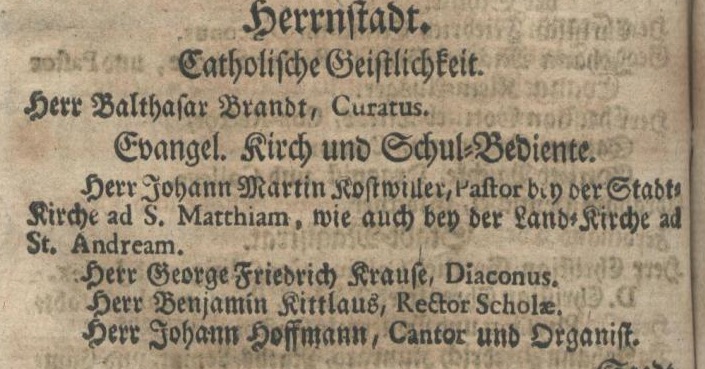 Herrnstadt.
Catholische Geistlichkeit.
Herr Balthasar Brandt, Curatus.
Evangel. Kirch und Schul-Bediente.
Herr Johann Martin Kostwiller, Pastor bey der Stadt-
Kirche ad S. Matthiam, wie auch bey der Land-Kirche ad
St. Andream.
Herr George Friedrich Krause, Diaconus.
Herr Benjamin Kittlaus, Rector Scholæ.
Herr Johann Hoffmann, Cantor und Organist.